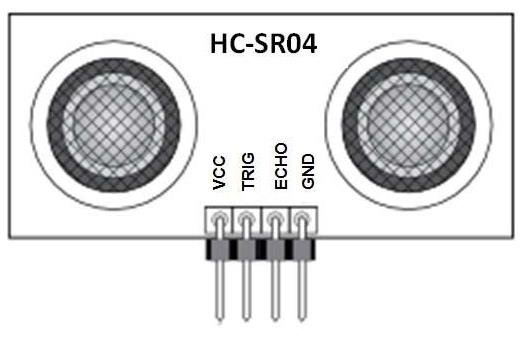 HC-SR04
VCC
TRIG
ECHO
GND